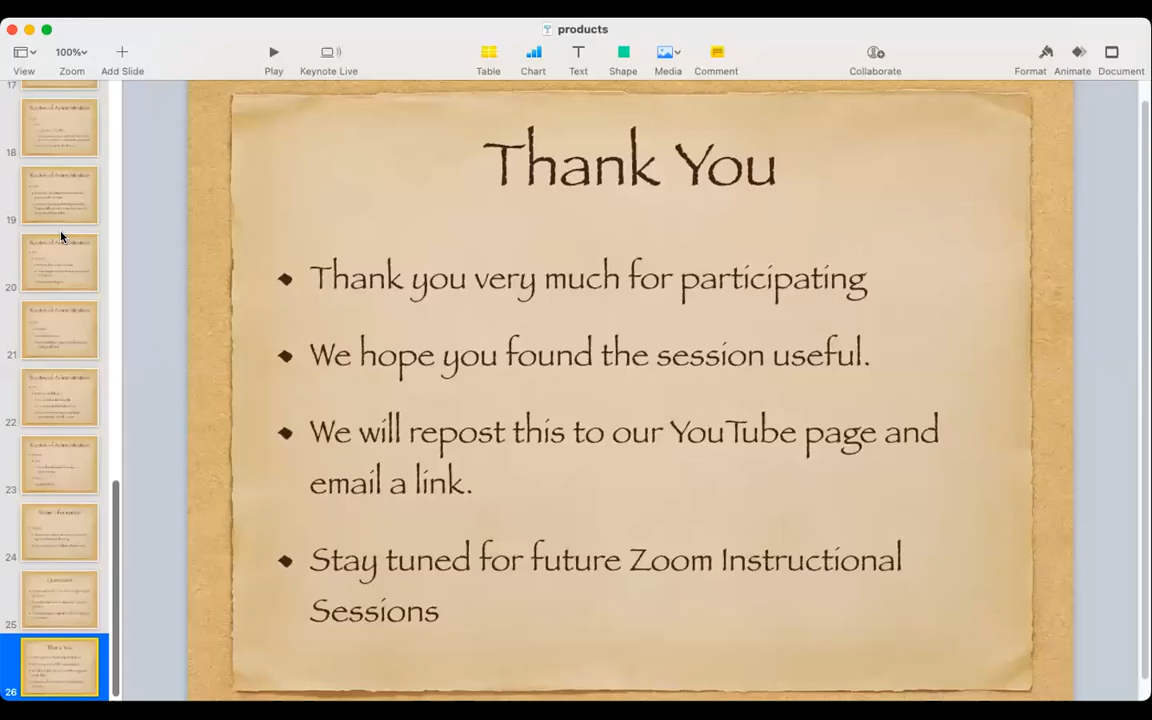 products
100%
View
Zoom
Add Slide
Play
Keynote Live
Table
Chart
Text
Shape
Media
Comment
Collaborate
Format
Animate
Document
17
18
19
20
21
22
23
24
25
26
Thank You
Thank you very much for participating
We hope you found the session useful.
We will repost this to our YouTube page and
email a link.
Stay tuned for future Zoom Instructional
Sessions